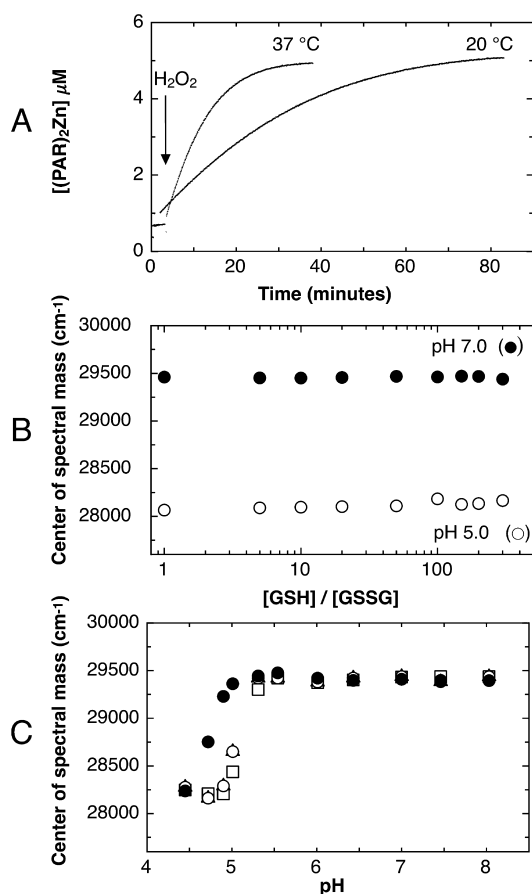 A
[(PAR)₂Zn] μM
6
4
2
0
H₂O₂
37 °C
20 °C
0
20
40
60
80
Time (minutes)
B
Center of spectral mass (cm⁻¹)
30000
29500
29000
28500
28000
pH 7.0 (●)
pH 5.0 (○)
1
10
100
[GSH] / [GSSG]
C
Center of spectral mass (cm⁻¹)
30000
29500
29000
28500
28000
4
5
6
7
8
pH